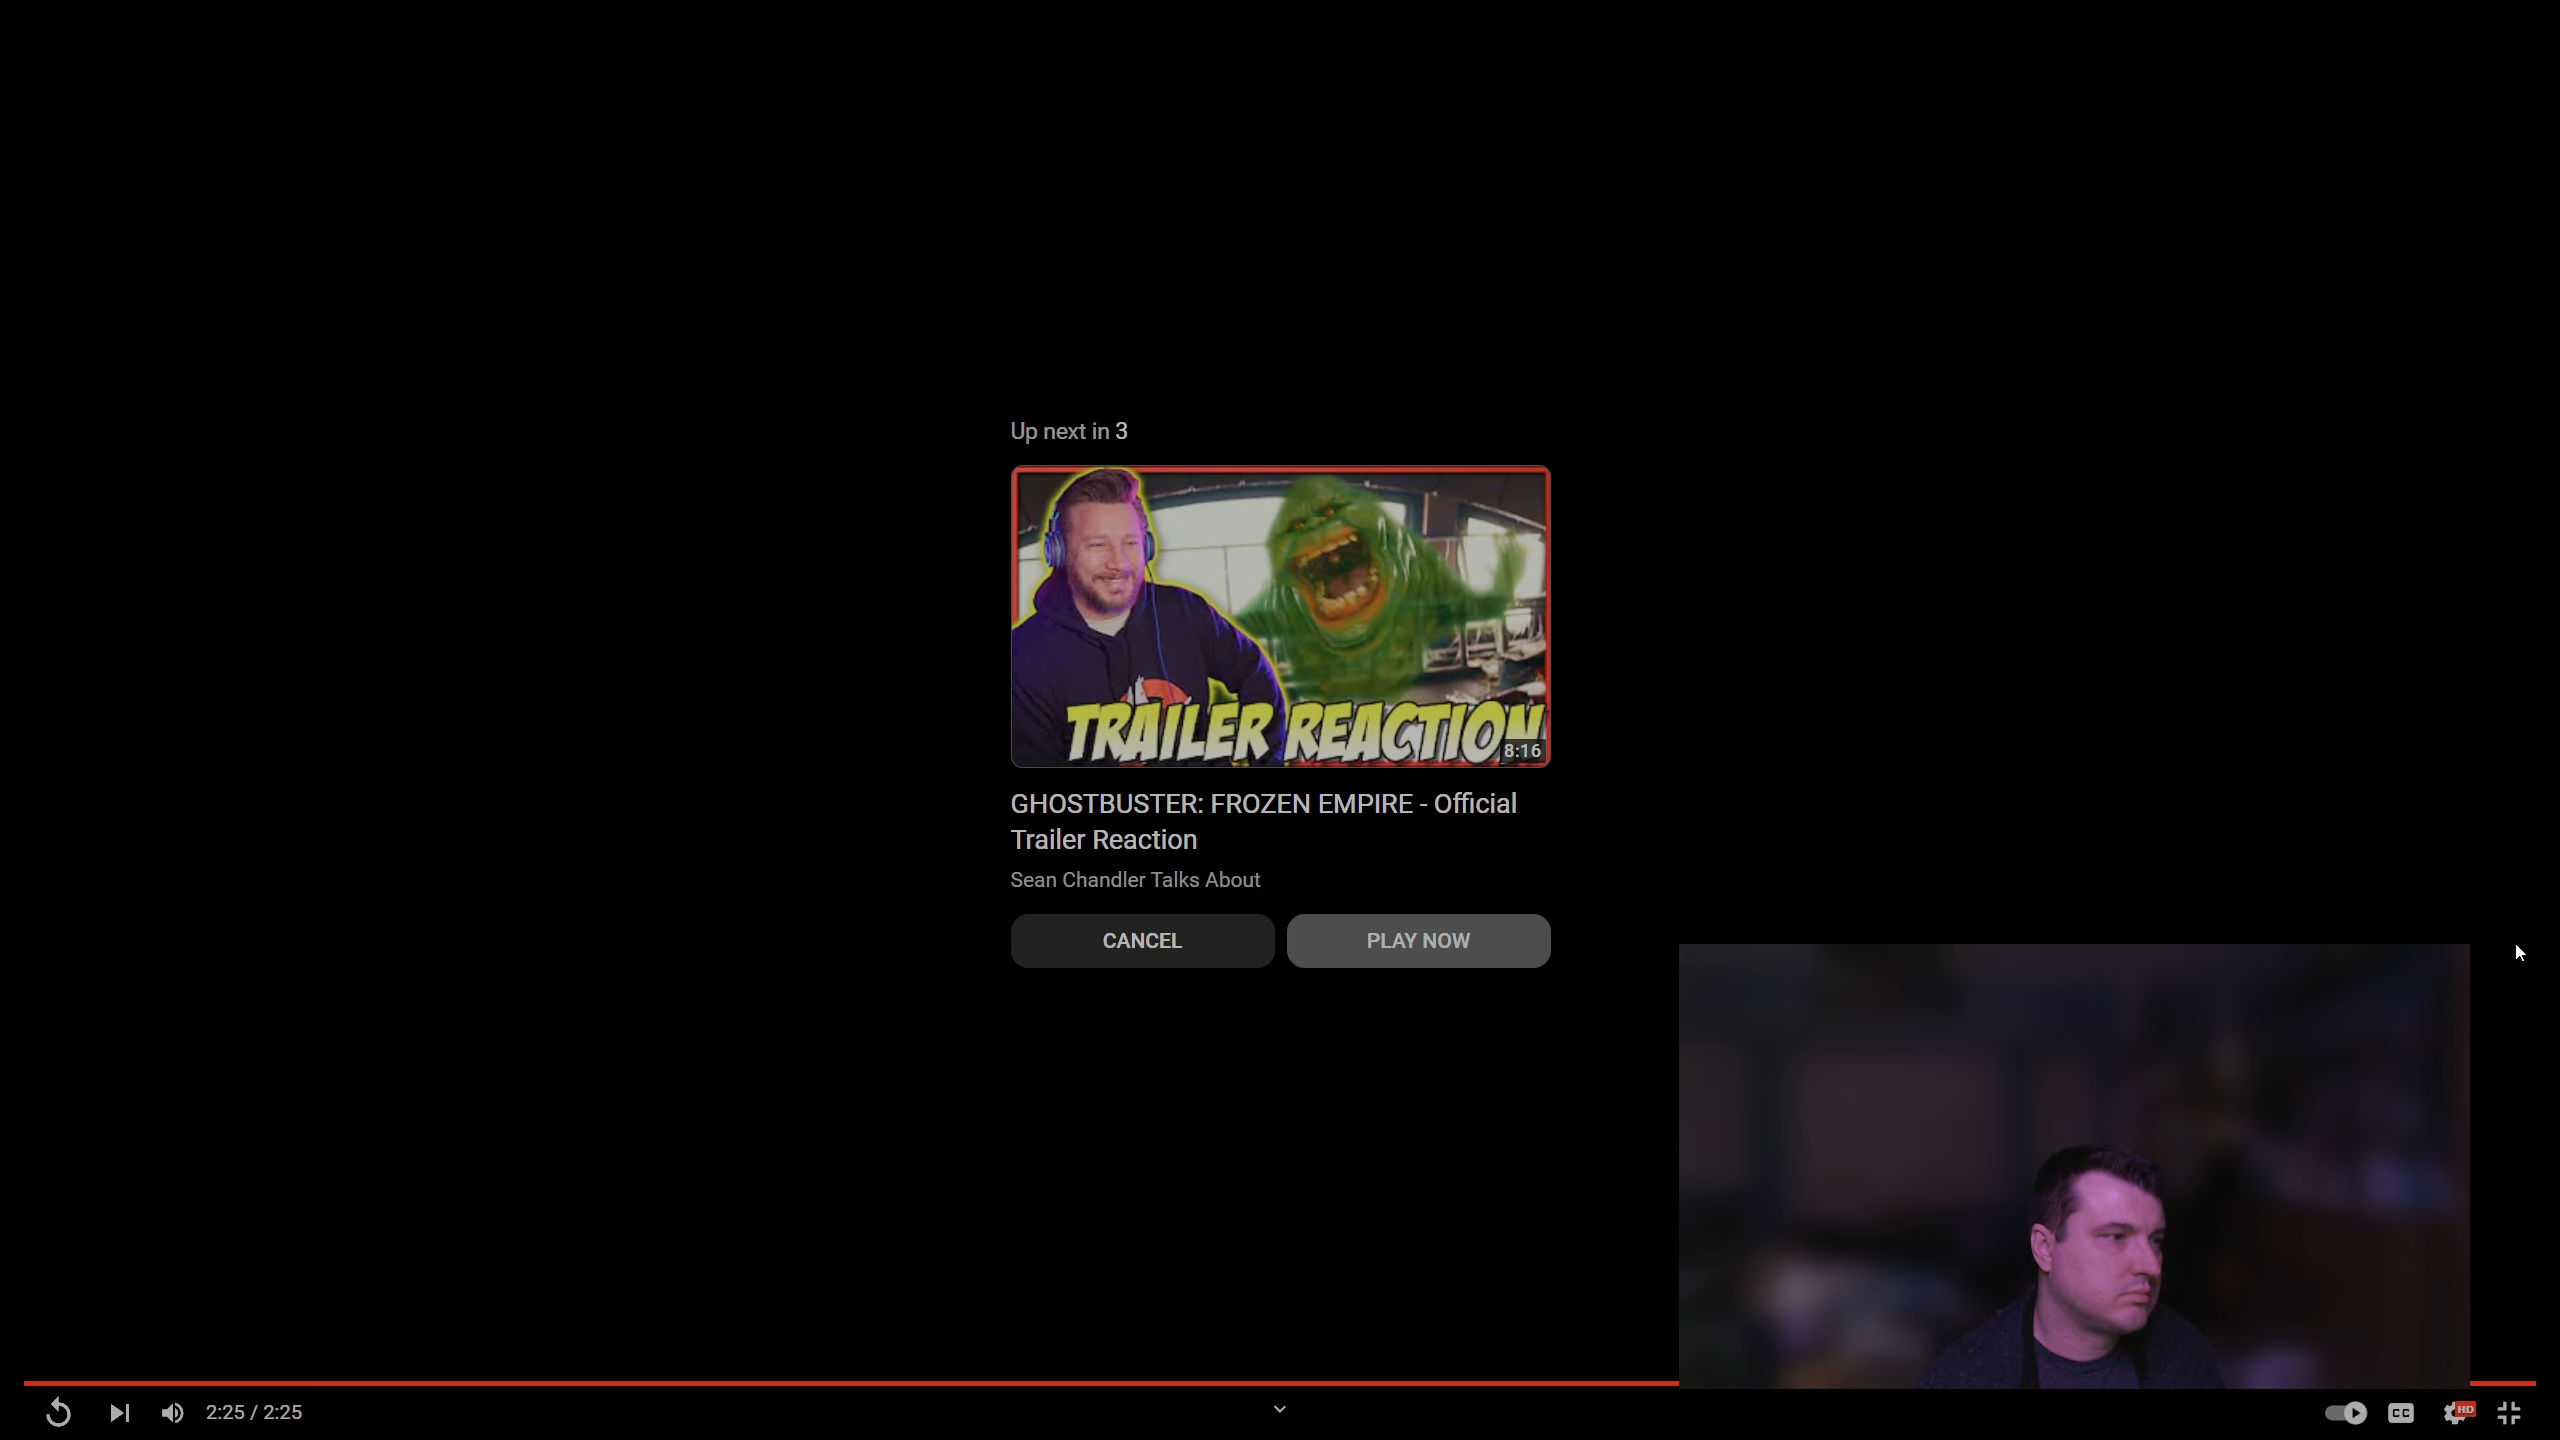 Up next in 3
TRAILER REACTION
8:16
GHOSTBUSTER: FROZEN EMPIRE - Official
Trailer Reaction
Sean Chandler Talks About
CANCEL
PLAY NOW
2:25 / 2:25
CC
HD